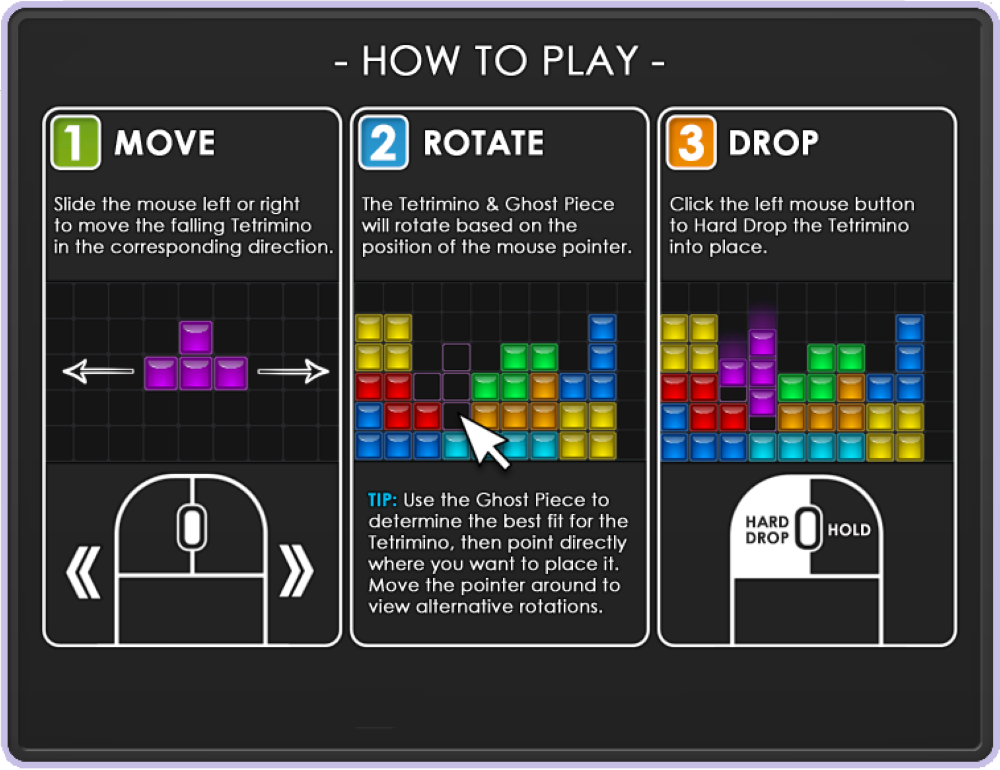 - HOW TO PLAY -
1 MOVE
Slide the mouse left or right
to move the falling Tetrimino
in the corresponding direction.
2 ROTATE
The Tetrimino & Ghost Piece
will rotate based on the
position of the mouse pointer.
TIP: Use the Ghost Piece to
determine the best fit for the
Tetrimino, then point directly
where you want to place it.
Move the pointer around to
view alternative rotations.
3 DROP
Click the left mouse button
to Hard Drop the Tetrimino
into place.
HARD
DROP
HOLD